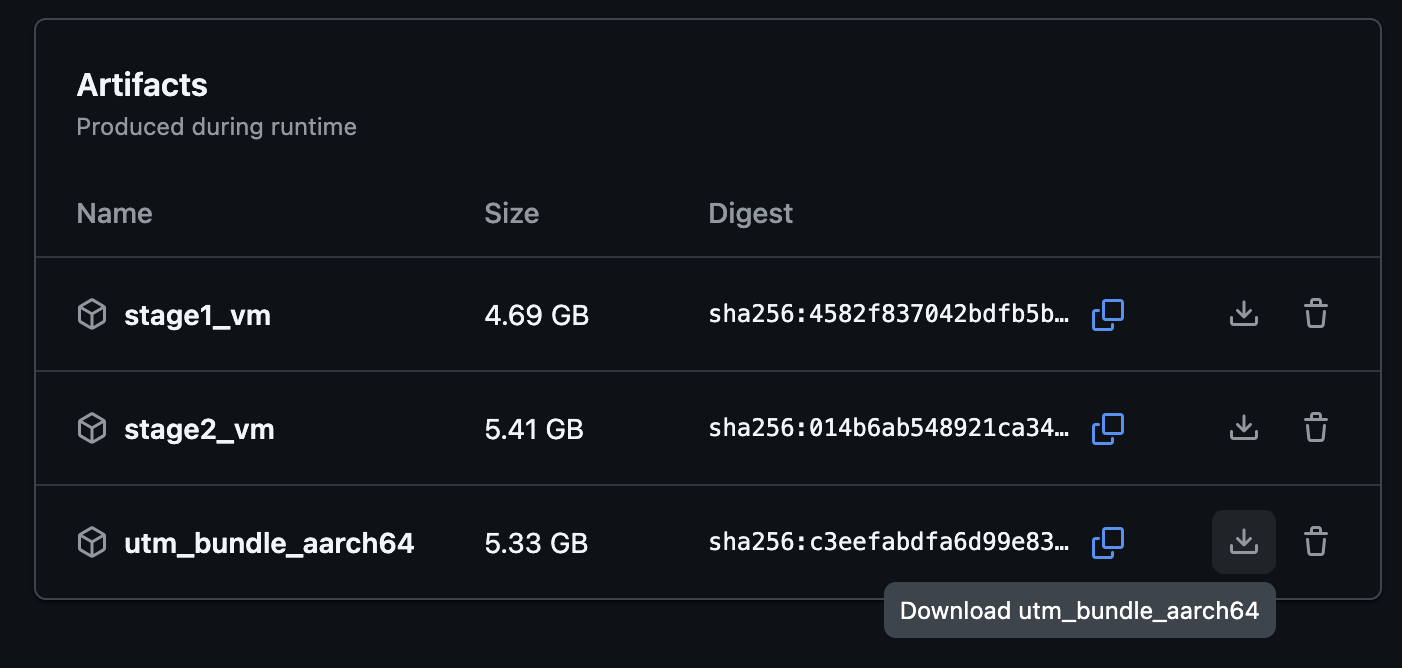 Artifacts
Produced during runtime
Name Size Digest
stage1_vm 4.69 GB sha256:4582f837042bdfb5b…
stage2_vm 5.41 GB sha256:014b6ab548921ca34…
utm_bundle_aarch64 5.33 GB sha256:c3eefabdfa6d99e83…
Download utm_bundle_aarch64